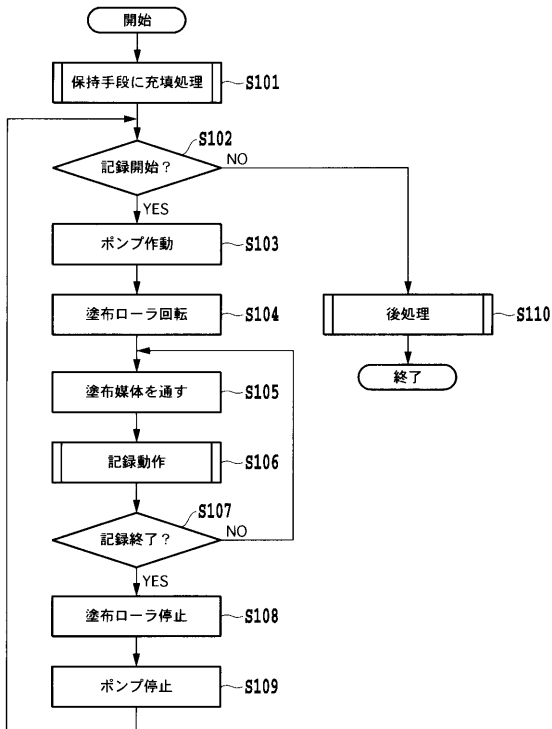 開始
保持手段に充填処理
S101
S102
記録開始？
NO
YES
ポンプ作動
S103
塗布ローラ回転
S104
後処理
S110
終了
塗布媒体を通す
S105
記録動作
S106
S107
記録終了？
NO
YES
塗布ローラ停止
S108
ポンプ停止
S109